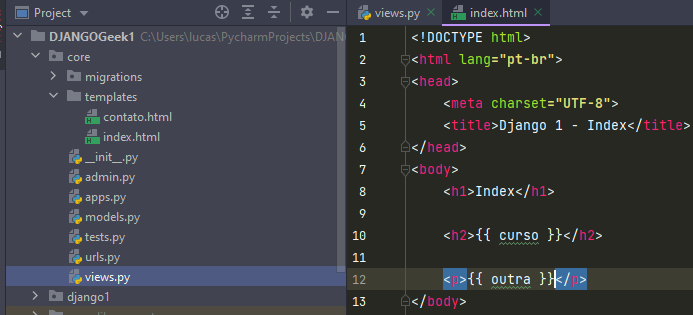 Project
DJANGOGeek1 C:\Users\lucas\PycharmProjects\DJAN
core
migrations
templates
contato.html
index.html
__init__.py
admin.py
apps.py
models.py
tests.py
urls.py
views.py
django1
views.py index.html
1 <!DOCTYPE html>
2 <html lang="pt-br">
3 <head>
4 <meta charset="UTF-8">
5 <title>Django 1 - Index</title>
6 </head>
7 <body>
8 <h1>Index</h1>
9
10 <h2>{{ curso }}</h2>
11
12 <p>{{ outra }}</p>
13 </body>